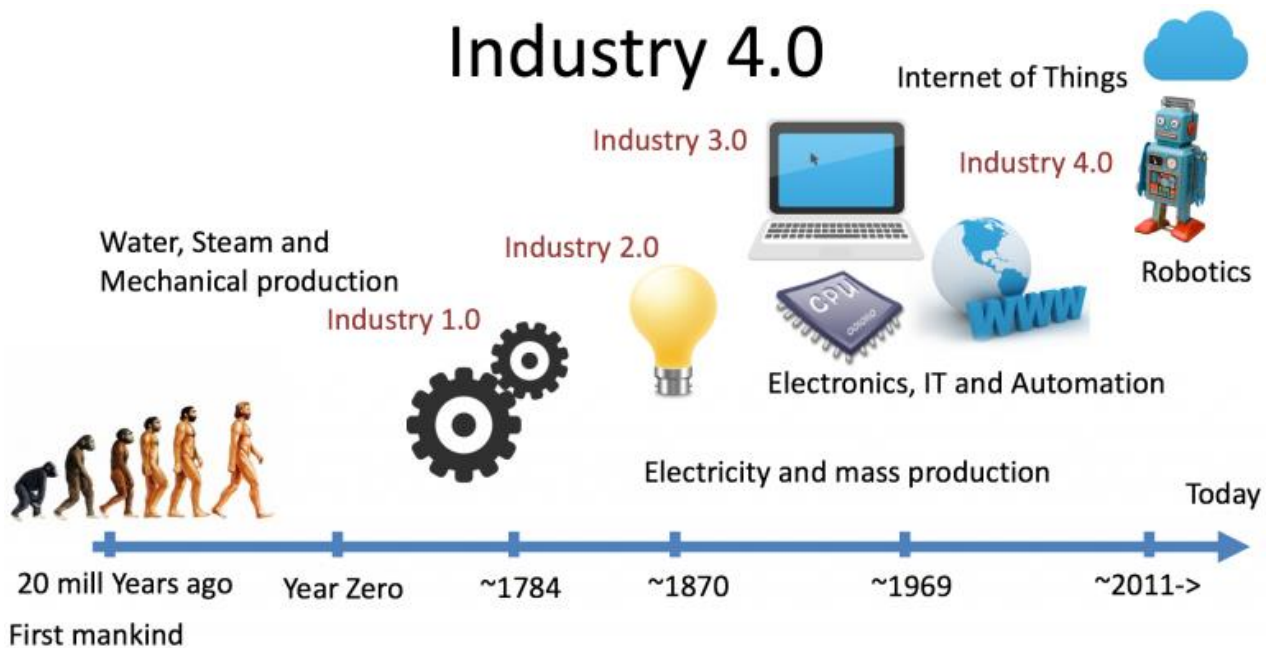 Industry 4.0
Internet of Things
Industry 3.0
Industry 4.0
Water, Steam and
Mechanical production
Industry 2.0
Robotics
Industry 1.0
CPU
010110
WWW
Electronics, IT and Automation
Electricity and mass production
Today
20 mill Years ago
Year Zero
~1784
~1870
~1969
~2011->
First mankind